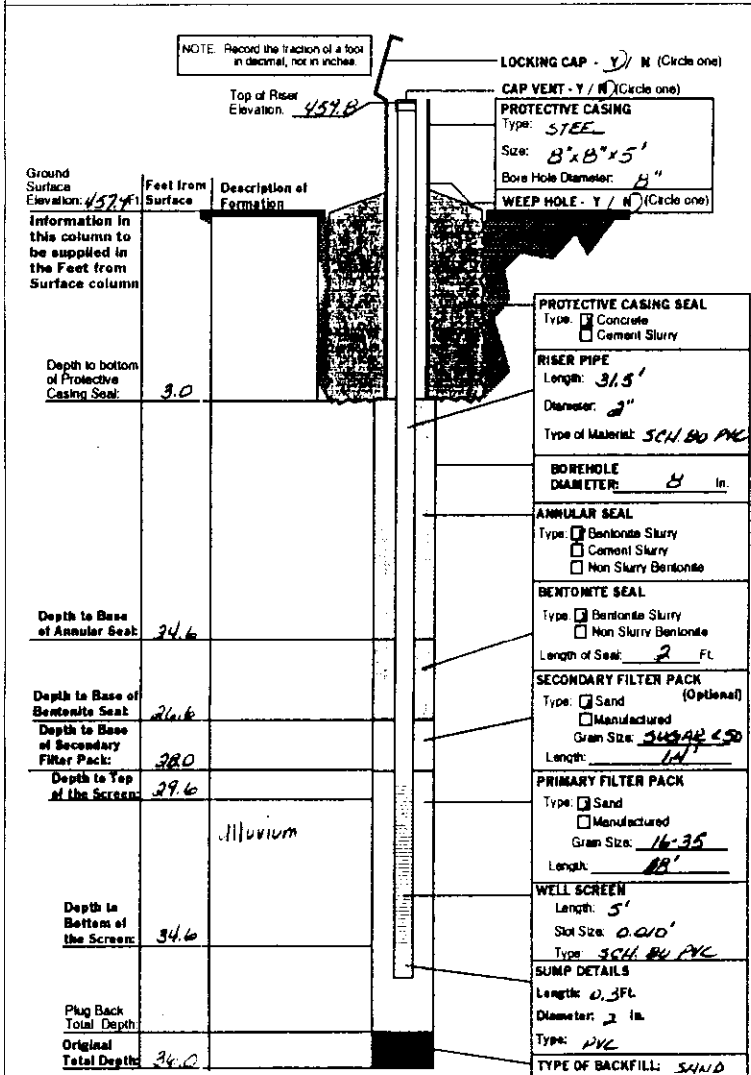 NOTE: Record the fraction of a foot
in decimal, not in inches.
LOCKING CAP - Y / N (Circle one)
CAP VENT - Y / N (Circle one)
Top of Riser
Elevation: 459.8
PROTECTIVE CASING
Type: STEEL
Size: 8" x 8" x 5'
Bore Hole Diameter: 8"
WEEP HOLE - Y / N (Circle one)
Ground
Surface
Elevation: 457.4 Ft.
Feet from
Surface
Description of
Formation
Information in
this column to
be supplied in
the Feet from
Surface column
PROTECTIVE CASING SEAL
Type: Concrete
Cement Slurry
Depth to bottom
of Protective
Casing Seal: 3.0
RISER PIPE
Length: 31.5'
Diameter: 2"
Type of Material: SCH. 80 PVC
BOREHOLE
DIAMETER: 8 in.
ANNULAR SEAL
Type: Bentonite Slurry
Cement Slurry
Non Slurry Bentonite
Depth to Base
of Annular Seal: 24.6
BENTONITE SEAL
Type: Bentonite Slurry
Non Slurry Bentonite
Length of Seal: 2 Ft.
Depth to Base of
Bentonite Seal: 26.6
SECONDARY FILTER PACK
(Optional)
Type: Sand
Manufactured
Grain Size: SUGAR <50
Length:
Depth to Base
of Secondary
Filter Pack: 28.0
Depth to Top
of the Screen: 29.6
PRIMARY FILTER PACK
Type: Sand
Manufactured
Grain Size: 16-35
Length:
Alluvium
WELL SCREEN
Length: 5'
Slot Size: 0.010'
Type: SCH. 80 PVC
Depth to
Bottom of
the Screen: 34.6
SUMP DETAILS
Length: 0.3 Ft.
Diameter: 2 in.
Type: PVC
Plug Back
Total Depth:
Original
Total Depth: 36.0
TYPE OF BACKFILL: SAND